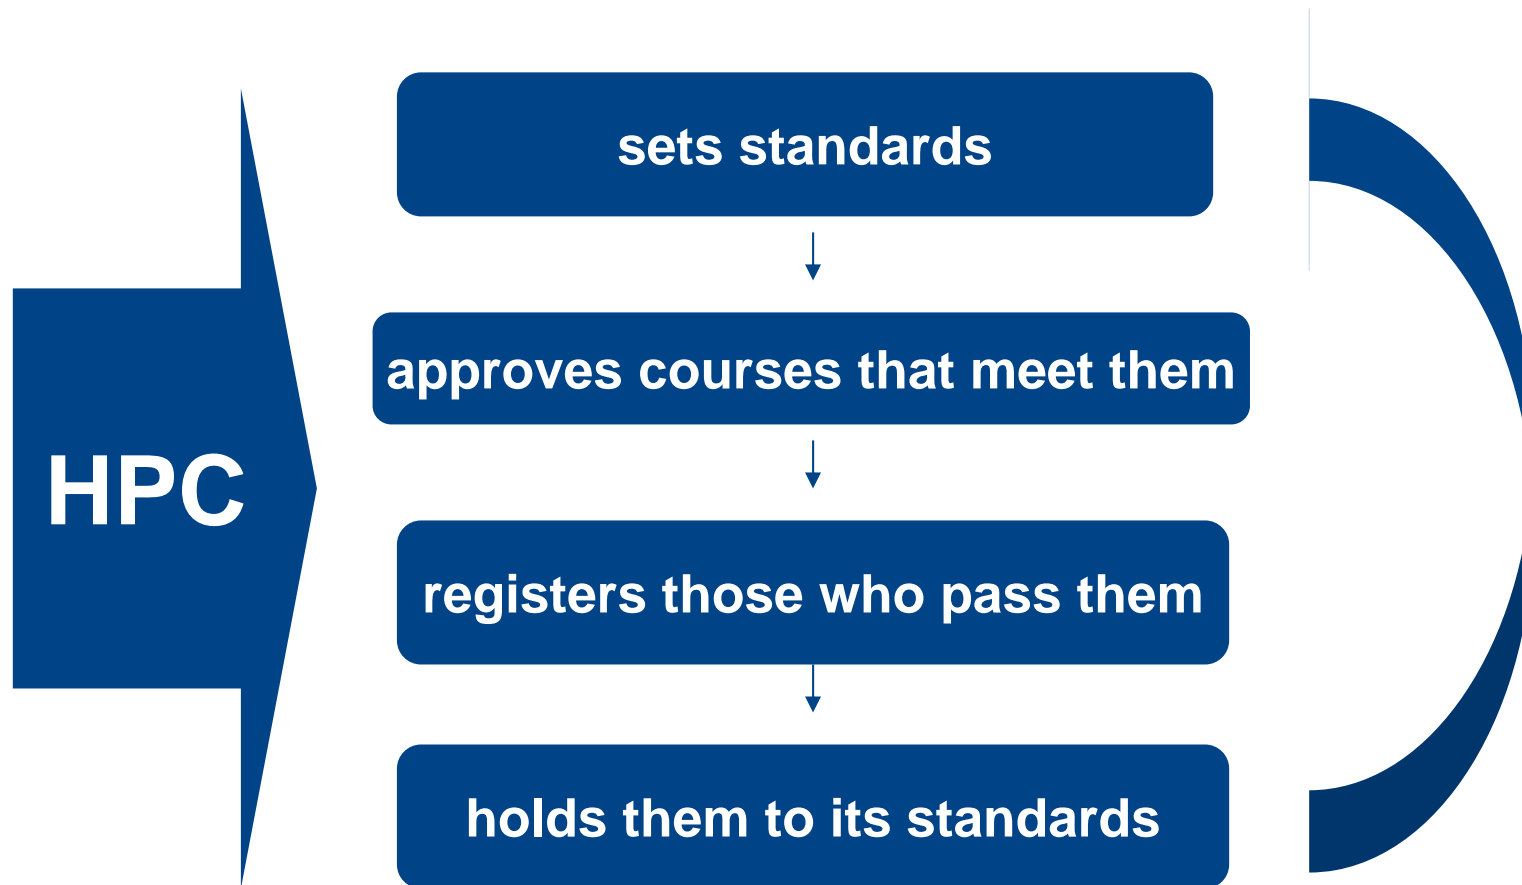 sets standards
approves courses that meet them
HPC
registers those who pass them
holds them to its standards